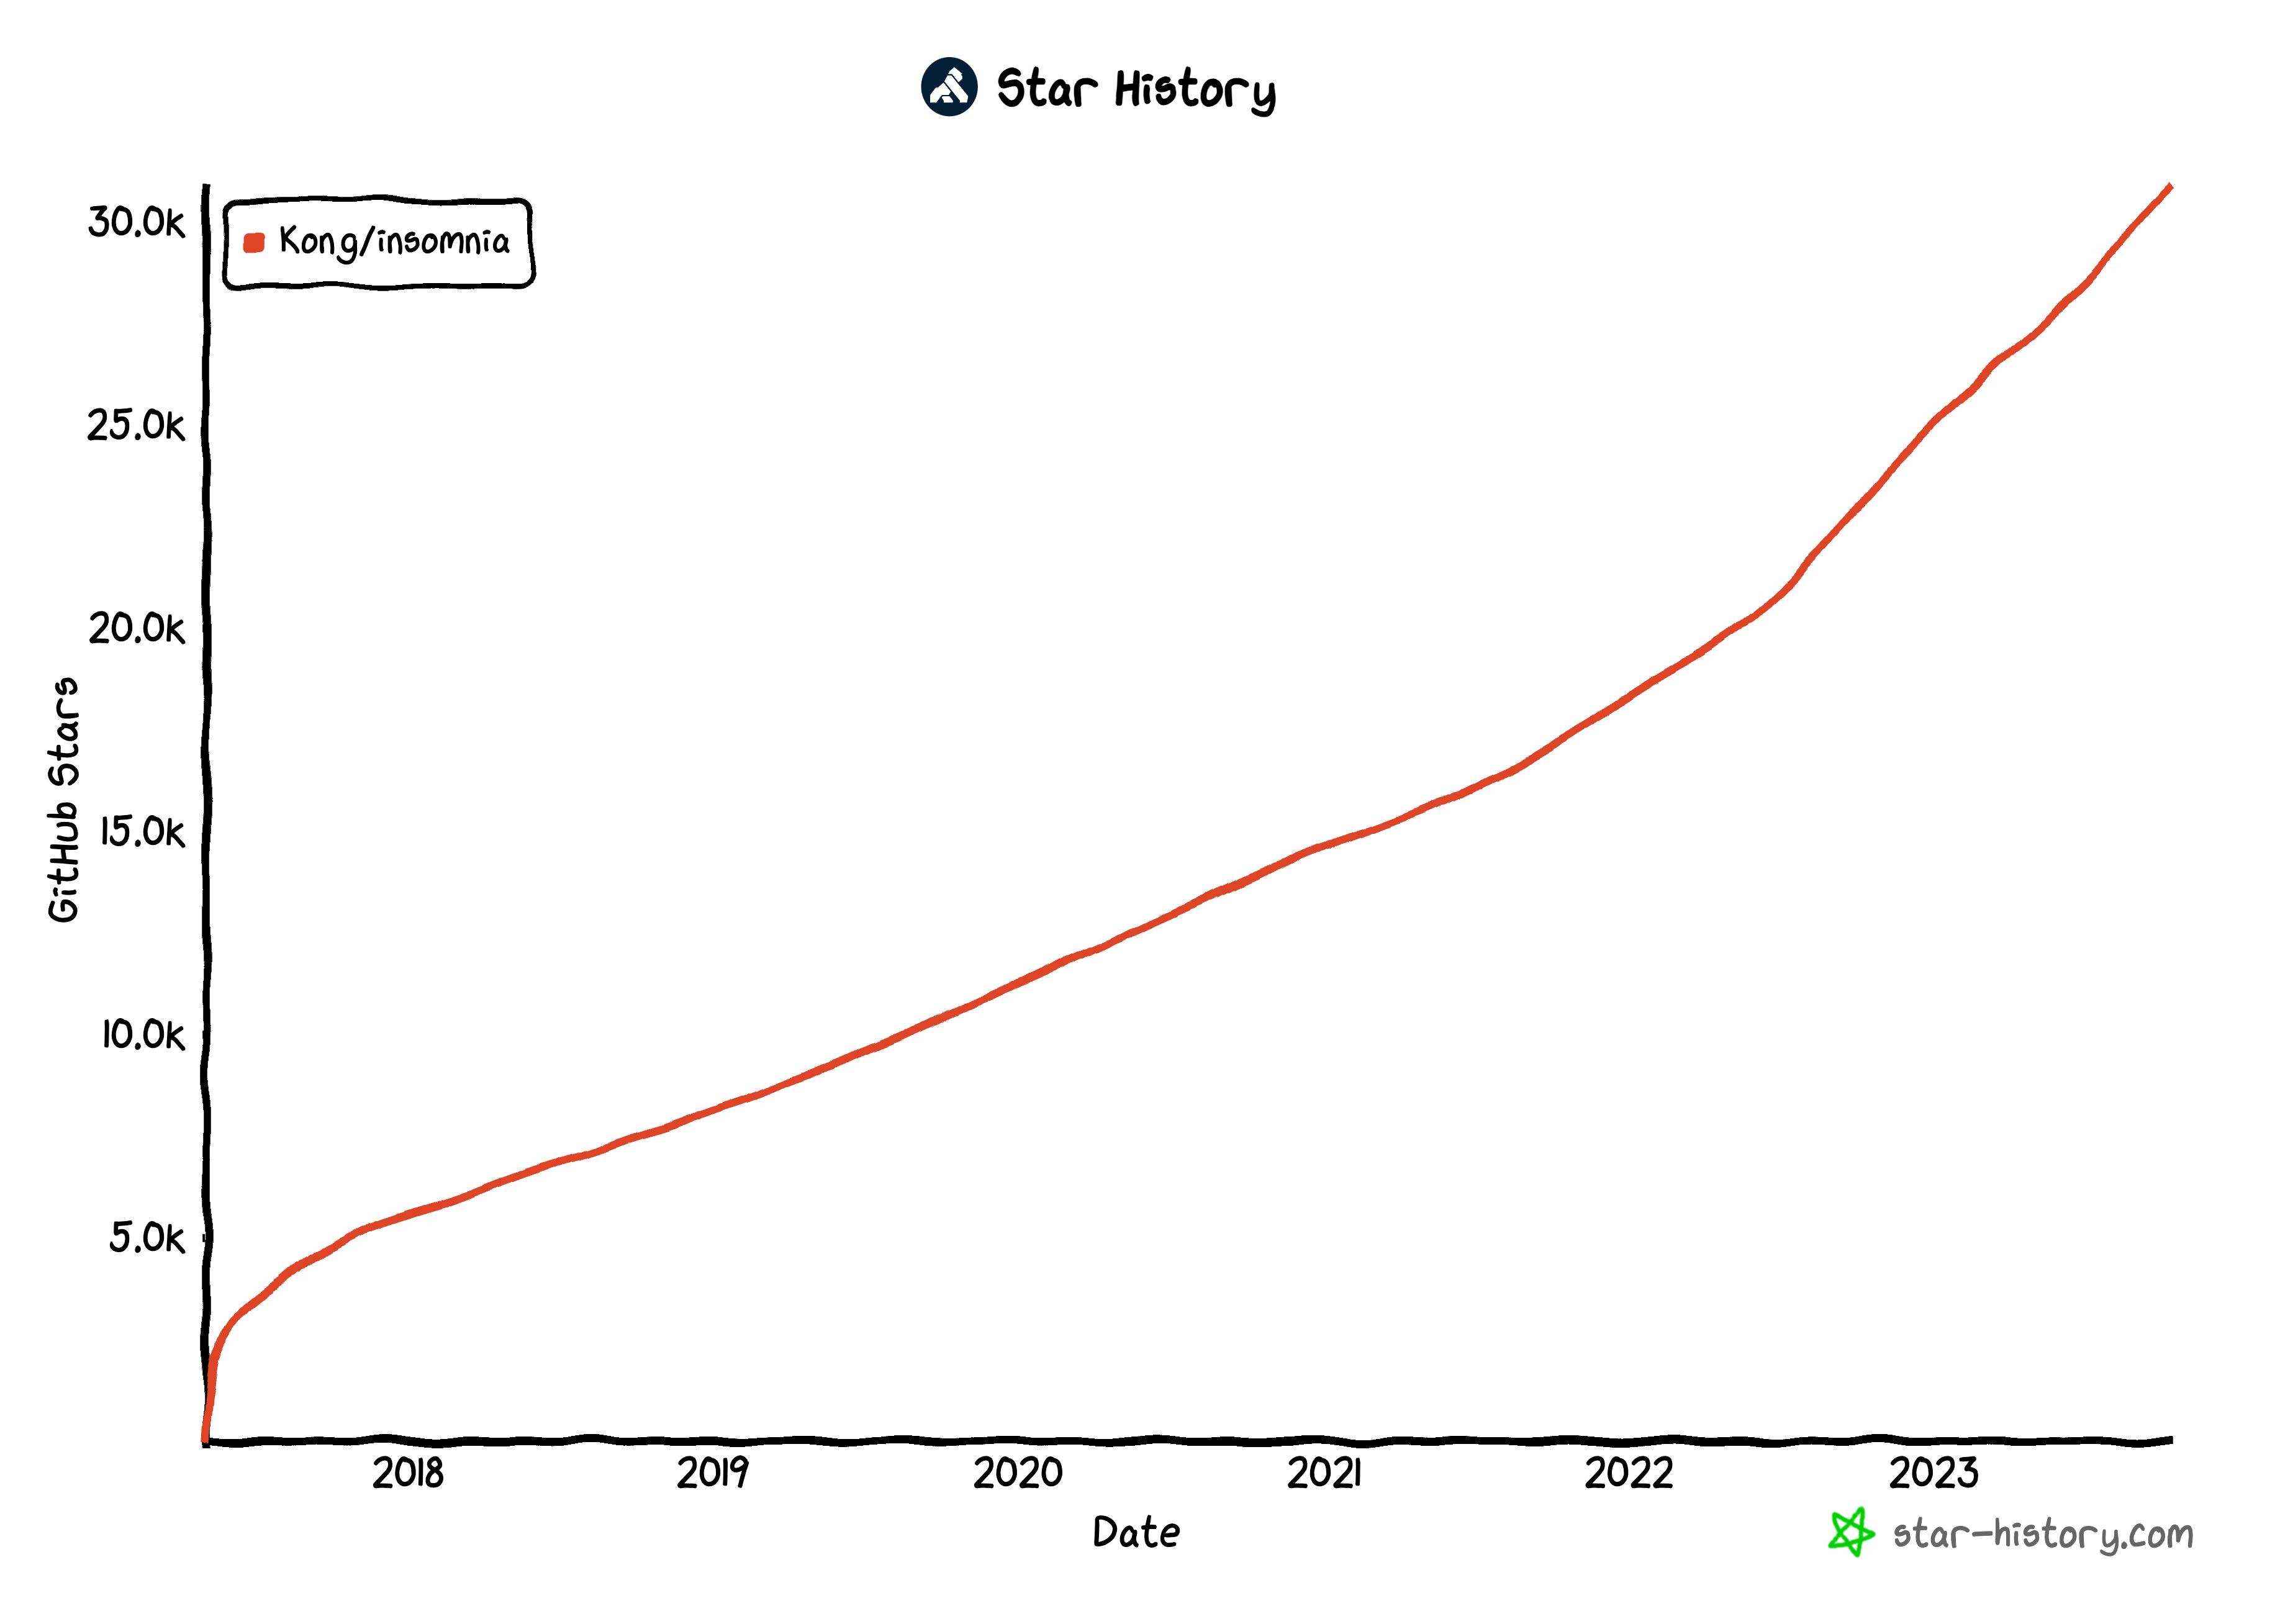 Star History
Kong/insomnia
30.0K
25.0K
20.0K
15.0K
10.0K
5.0K
GitHub Stars
2018
2019
2020
2021
2022
2023
Date
star-history.com